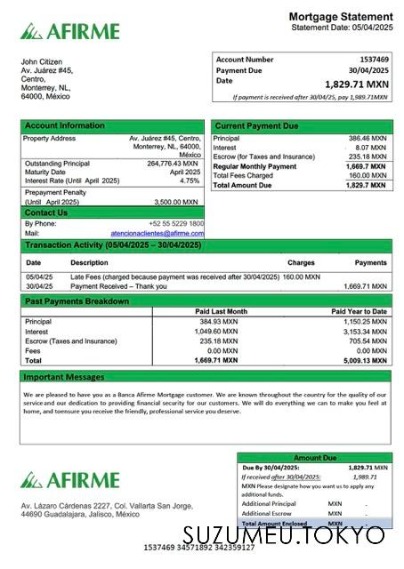 AFIRME
Mortgage Statement
Statement Date: 05/04/2025
John Citizen
Av. Juárez #45,
Centro,
Monterrey, NL,
64000, México
Account Number 1537469
Payment Due 30/04/2025
Date 1,829.71 MXN
If payment is received after 30/04/25, pay 1,989.71MXN
Account Information
Property Address Av. Juárez #45, Centro,
Monterrey, NL, 64000,
México
Outstanding Principal 264,776.43 MXN
Maturity Date April 2025
Interest Rate (Until April 2025) 4.75%
Prepayment Penalty
(Until April 2025) 3,500.00 MXN
Contact Us
By Phone: +52 55 5229 1800
Mail: atencionaclientes@afirme.com
Current Payment Due
Principal 386.46 MXN
Interest 8.07 MXN
Escrow (for Taxes and Insurance) 235.18 MXN
Regular Monthly Payment 1,669.7 MXN
Total Fees Charged 160.00 MXN
Total Amount Due 1,829.7 MXN
Transaction Activity (05/04/2025 – 30/04/2025)
Date Description Charges Payments
05/04/25 Late Fees (charged because payment was received after 30/04/2025) 160.00 MXN
30/04/25 Payment Received – Thank you 1,669.71 MXN
Past Payments Breakdown
Paid Last Month Paid Year to Date
Principal 384.93 MXN 1,150.25 MXN
Interest 1,049.60 MXN 3,153.34 MXN
Escrow (Taxes and Insurance) 235.18 MXN 705.54 MXN
Fees 0.00 MXN 0.00 MXN
Total 1,669.71 MXN 5,009.13 MXN
Important Messages
We are pleased to have you as a Banca Afirme Mortgage customer. We are known throughout the country for the quality of our
service and our dedication to providing financial security for our customers. We will do everything we can to make you feel at
home, and toensure you receive the friendly, professional service you deserve.
AFIRME
Av. Lázaro Cárdenas 2227, Col. Vallarta San Jorge,
44690 Guadalajara, Jalisco, México
Amount Due
Due By 30/04/2025: 1,829.71 MXN
If received after 30/04/2025: 1,989.71
MXN Please designate how you want us to apply any
additional funds.
Additional Principal MXN -
Additional Escrow MXN -
Total Amount Enclosed MXN -
SUZUMEU.TOKYO
1537469 34571892 342359127